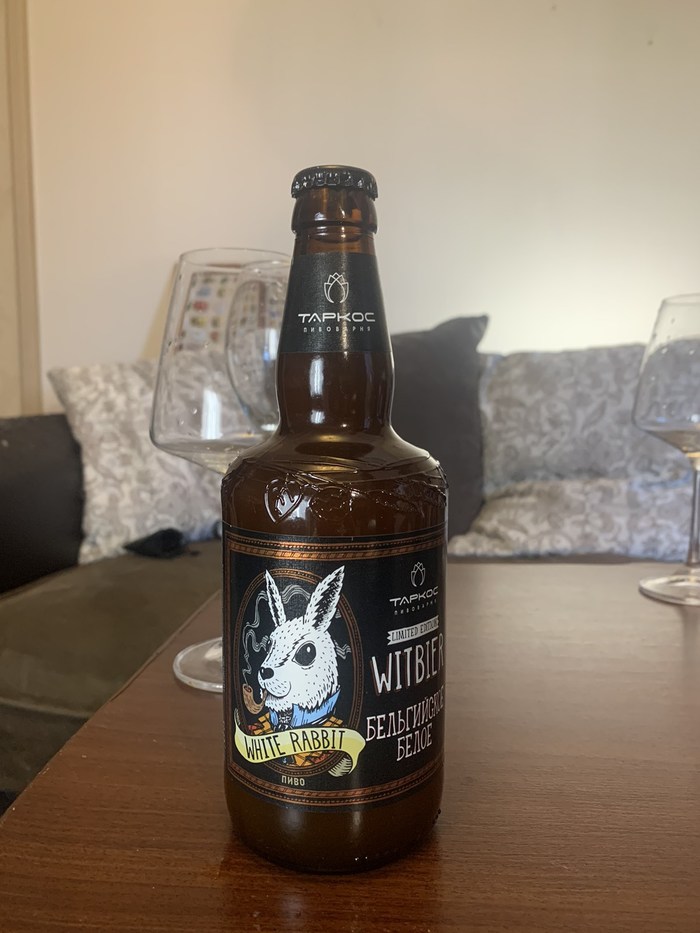 ТАРКОС
ПИВОВАРНЯ
ТАРКОС
ПИВОВАРНЯ
LIMITED EDITION
WITBIER
БЕЛЬГИЙСКОЕ
БЕЛОЕ
WHITE RABBIT
ПИВО